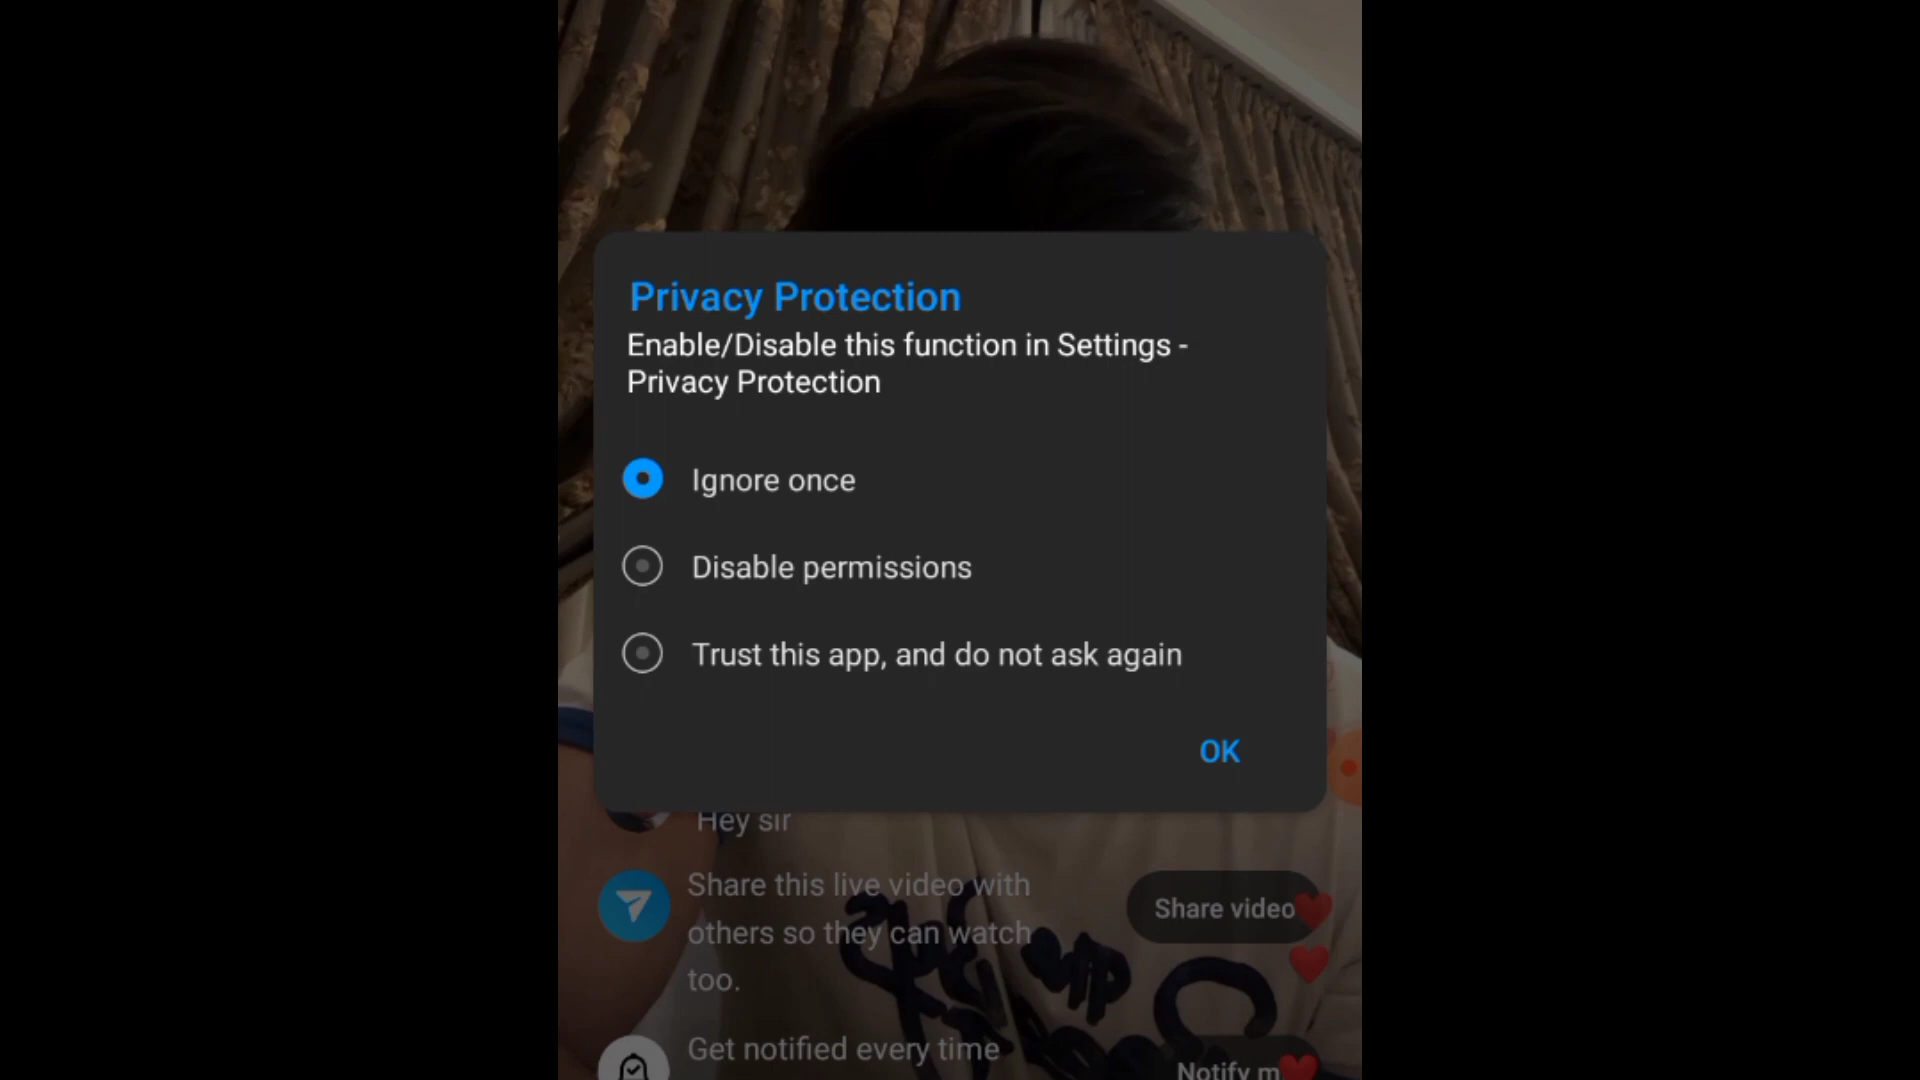 Privacy Protection
Enable/Disable this function in Settings -
Privacy Protection
Ignore once
Disable permissions
Trust this app, and do not ask again
OK
Hey sir
Share this live video with
others so they can watch
too.
Share video
Get notified every time
Notify m